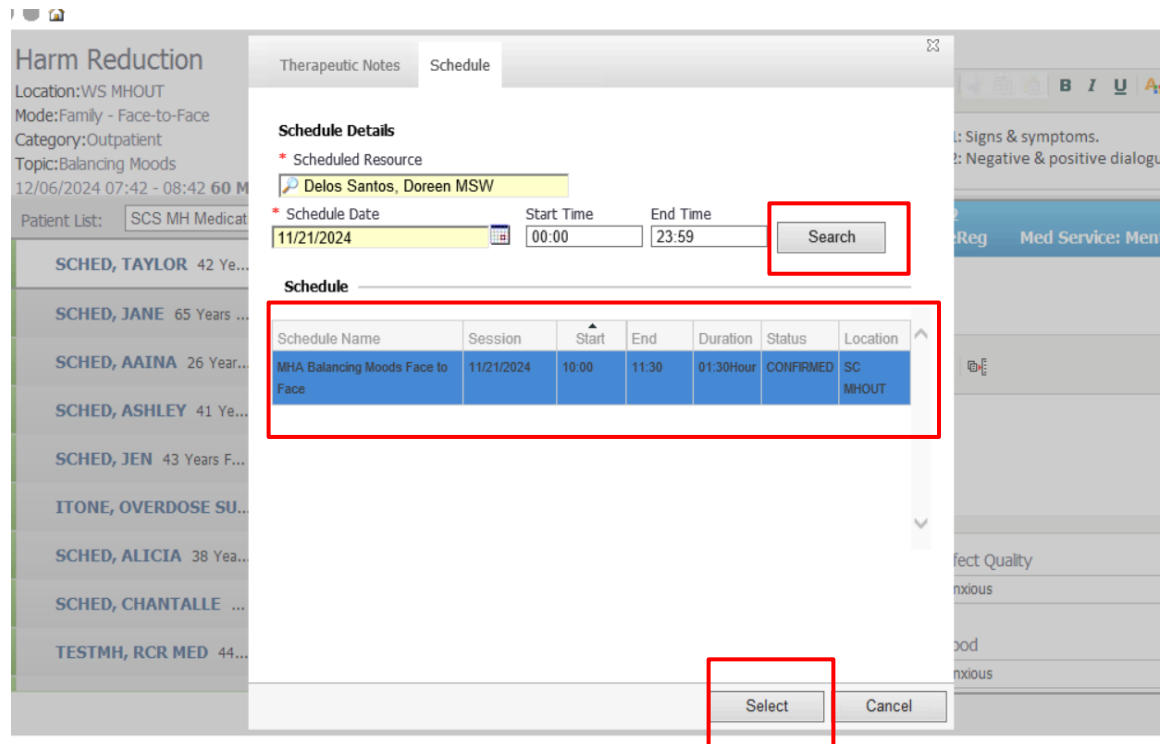 Harm Reduction
Location:WS MHOUT
Mode:Family - Face-to-Face
Category:Outpatient
Topic:Balancing Moods
12/06/2024 07:42 - 08:42 60 M
Patient List: SCS MH Medicat
SCHED, TAYLOR 42 Ye...
SCHED, JANE 65 Years ...
SCHED, AAINA 26 Year...
SCHED, ASHLEY 41 Ye...
SCHED, JEN 43 Years F...
ITONE, OVERDOSE SU...
SCHED, ALICIA 38 Yea...
SCHED, CHANTALLE ...
TESTMH, RCR MED 44...
Therapeutic Notes Schedule
Schedule Details
* Scheduled Resource
Delos Santos, Doreen MSW
* Schedule Date Start Time End Time
11/21/2024 00:00 23:59 Search
Schedule
Schedule Name Session Start End Duration Status Location
MHA Balancing Moods Face to 11/21/2024 10:00 11:30 01:30Hour CONFIRMED SC
Face MHOUT
Select Cancel
B I U A
: Signs & symptoms.
: Negative & positive dialogu
:Reg Med Service: Men
fect Quality
nxious
ood
nxious